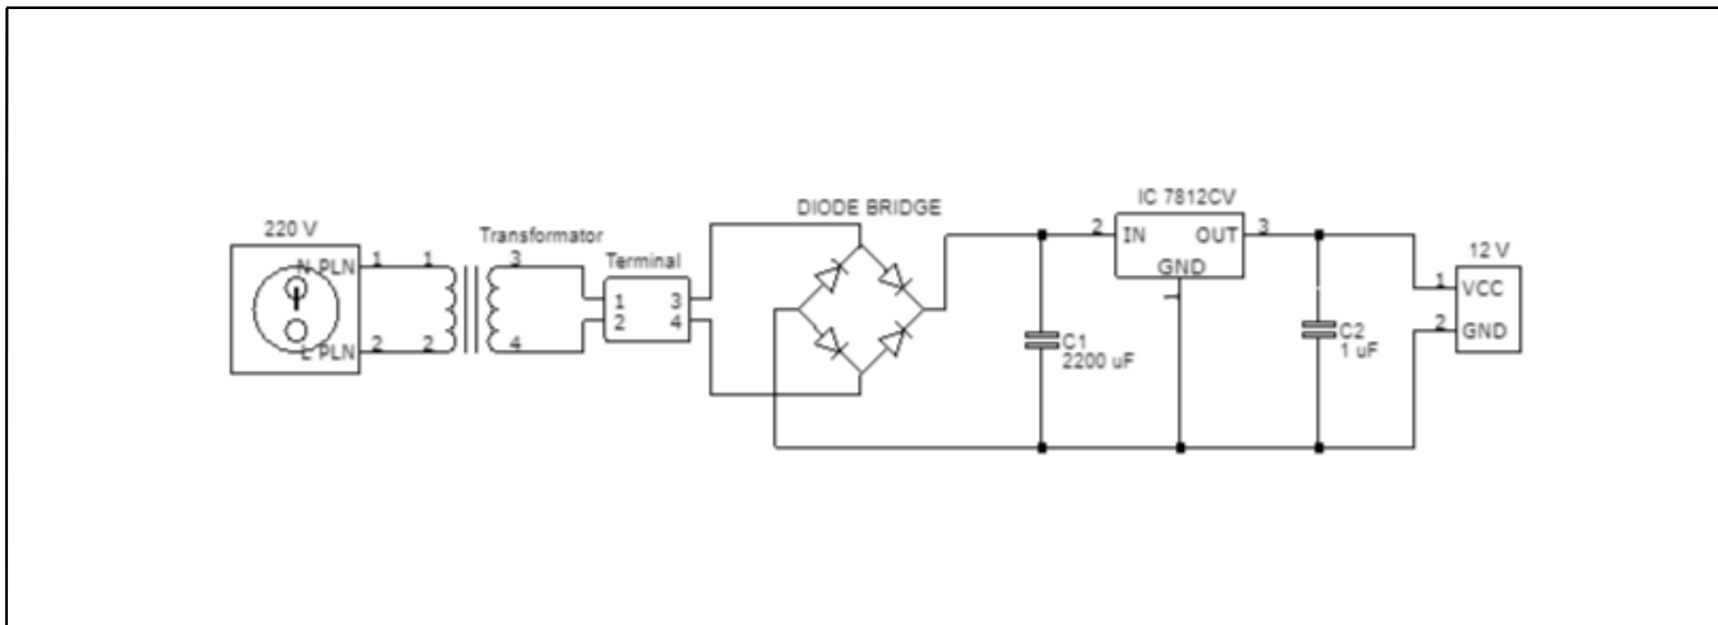 220 V
N PLN
L PLN
1
2
1
2
Transformator
3
4
Terminal
1
2
3
4
DIODE BRIDGE
C1
2200 uF
IC 7812CV
2
IN
OUT
3
GND
1
C2
1 uF
12 V
1
VCC
2
GND